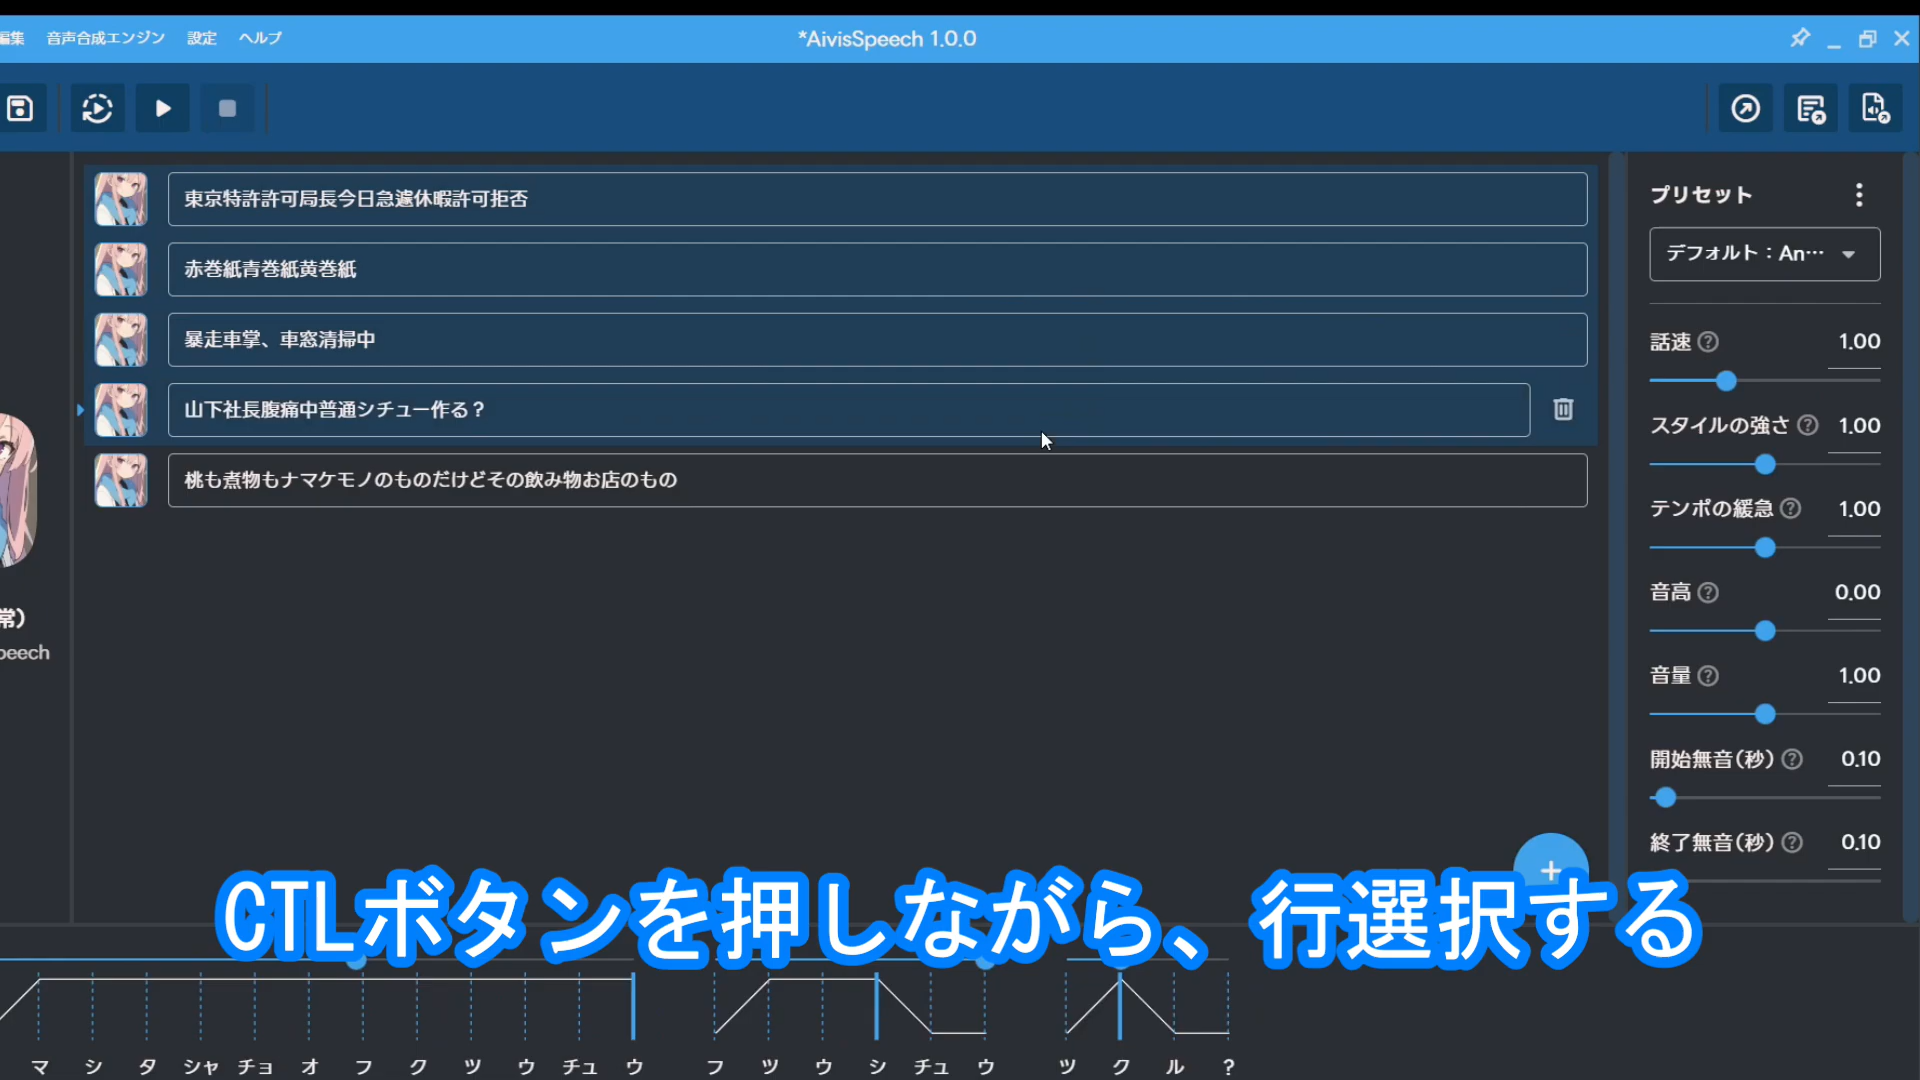 編集 音声合成エンジン 設定 ヘルプ
*AivisSpeech 1.0.0
東京特許許可局長今日急遽休暇許可拒否
赤巻紙青巻紙黄巻紙
暴走車掌、車窓清掃中
山下社長腹痛中普通シチュー作る？
桃も煮物もナマケモノのものだけどその飲み物お店のもの
常)
peech
プリセット
デフォルト：An…
話速 1.00
スタイルの強さ 1.00
テンポの緩急 1.00
音高 0.00
音量 1.00
開始無音(秒) 0.10
終了無音(秒) 0.10
CTLボタンを押しながら、行選択する
マ シ タ シャ チョ オ フ ク ツ ウ チュ ウ フ ツ ウ シ チュ ウ ツ ク ル ？